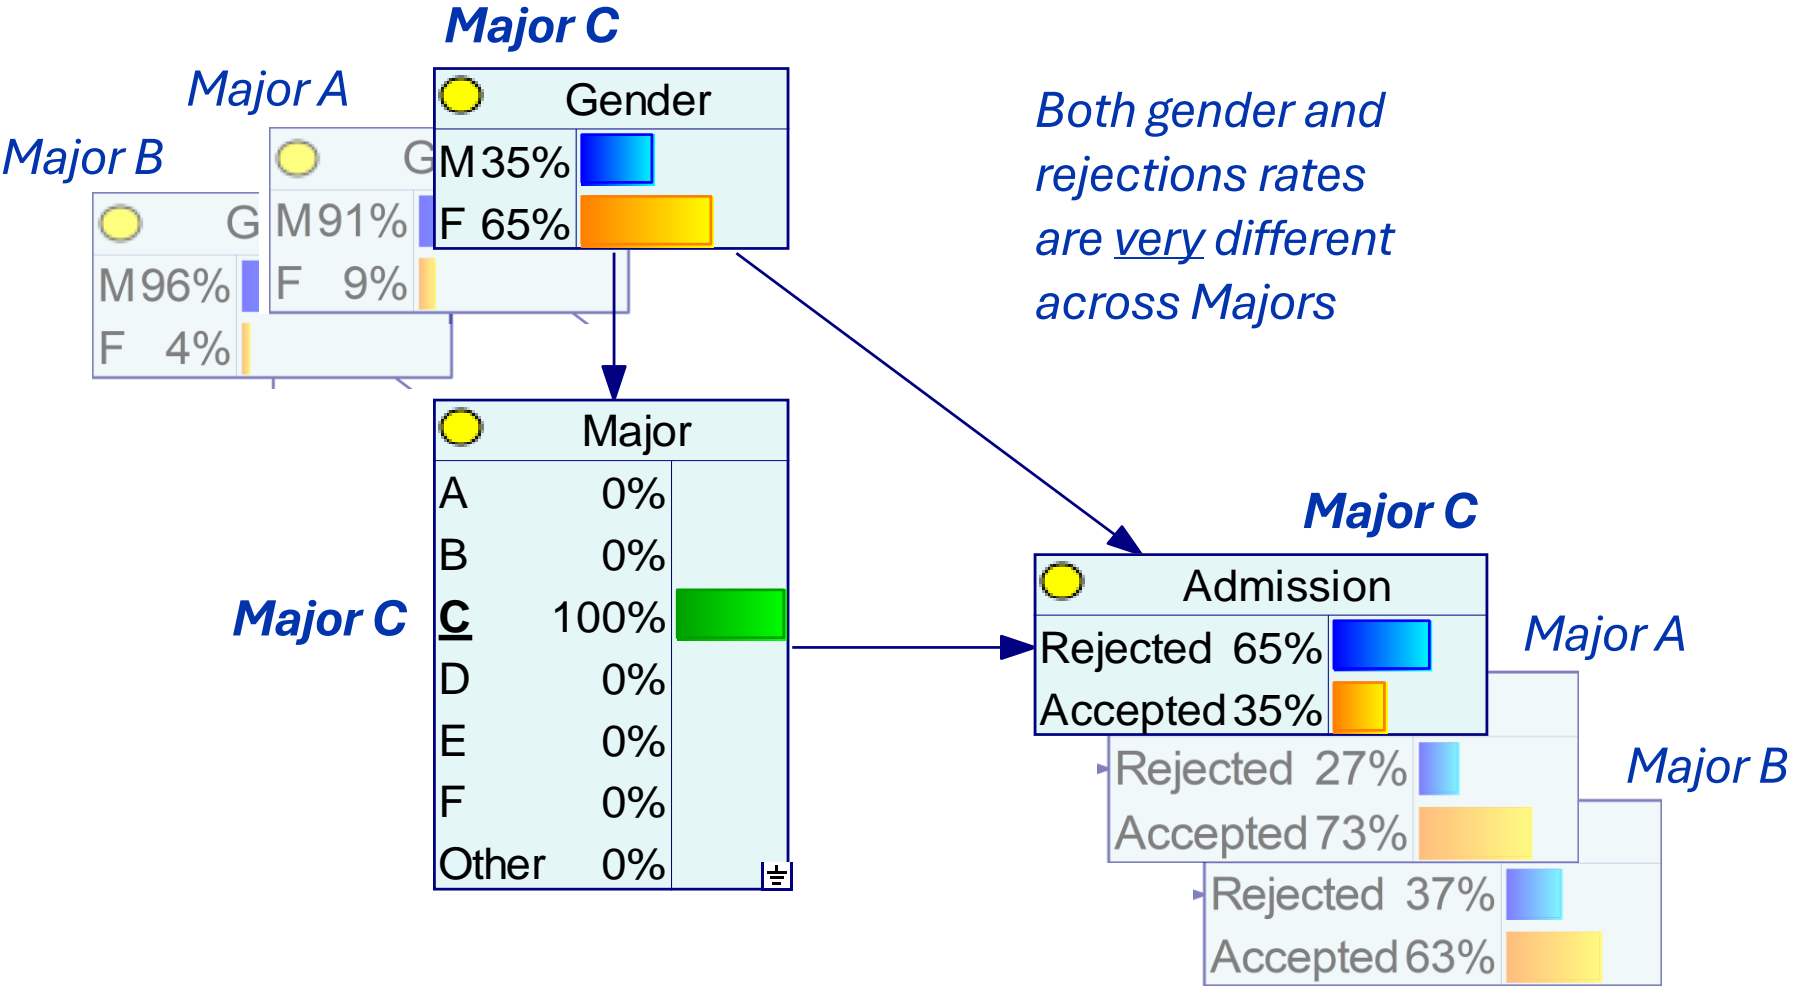 Major C
Major A
Major B
Gender
M 35%
F 65%
G
M 91%
F 9%
G
M 96%
F 4%
Both gender and
rejections rates
are very different
across Majors
Major
A 0%
B 0%
C 100%
D 0%
E 0%
F 0%
Other 0%
Major C
Major C
Admission
Rejected 65%
Accepted 35%
Major A
Rejected 27%
Accepted 73%
Major B
Rejected 37%
Accepted 63%